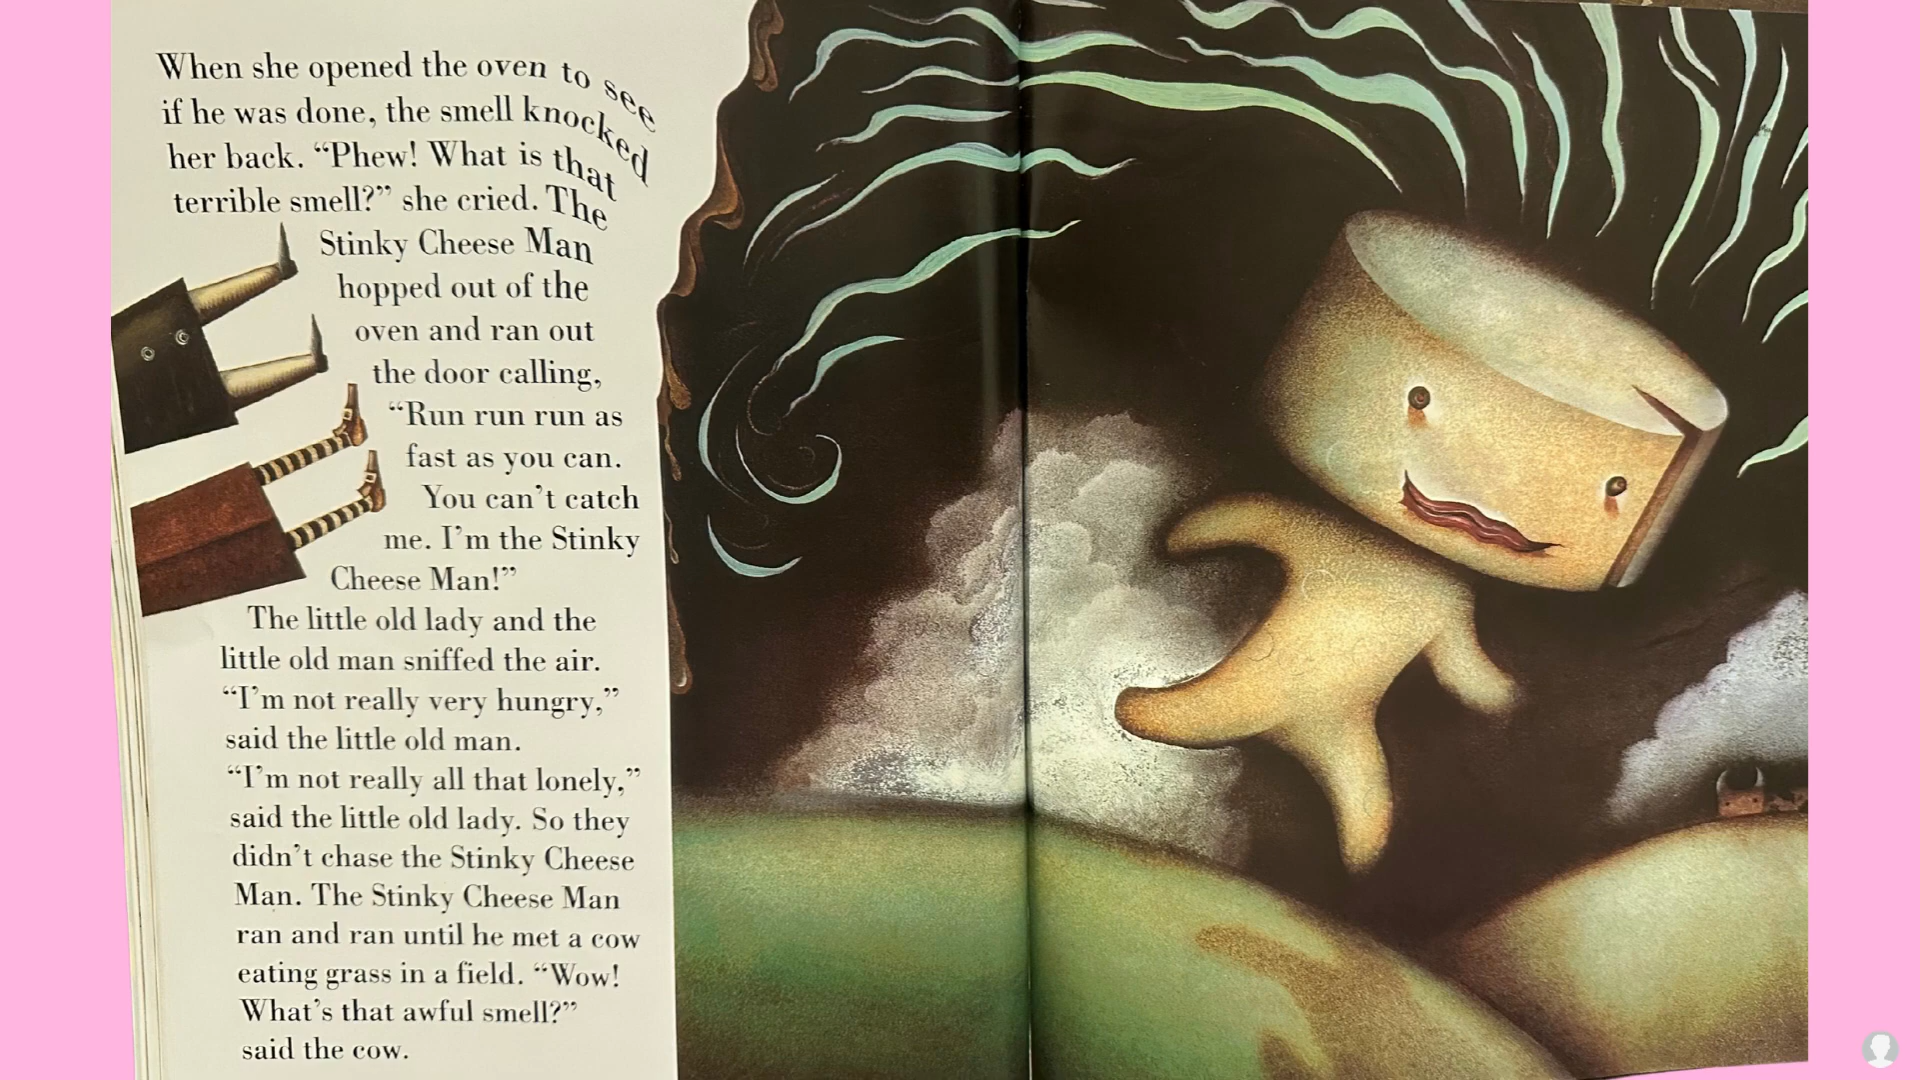 When she opened the oven to see
if he was done, the smell knocked
her back. “Phew! What is that
terrible smell?” she cried. The
Stinky Cheese Man
hopped out of the
oven and ran out
the door calling,
“Run run run as
fast as you can.
You can’t catch
me. I’m the Stinky
Cheese Man!”
The little old lady and the
little old man sniffed the air.
“I’m not really very hungry,”
said the little old man.
“I’m not really all that lonely,”
said the little old lady. So they
didn’t chase the Stinky Cheese
Man. The Stinky Cheese Man
ran and ran until he met a cow
eating grass in a field. “Wow!
What’s that awful smell?”
said the cow.